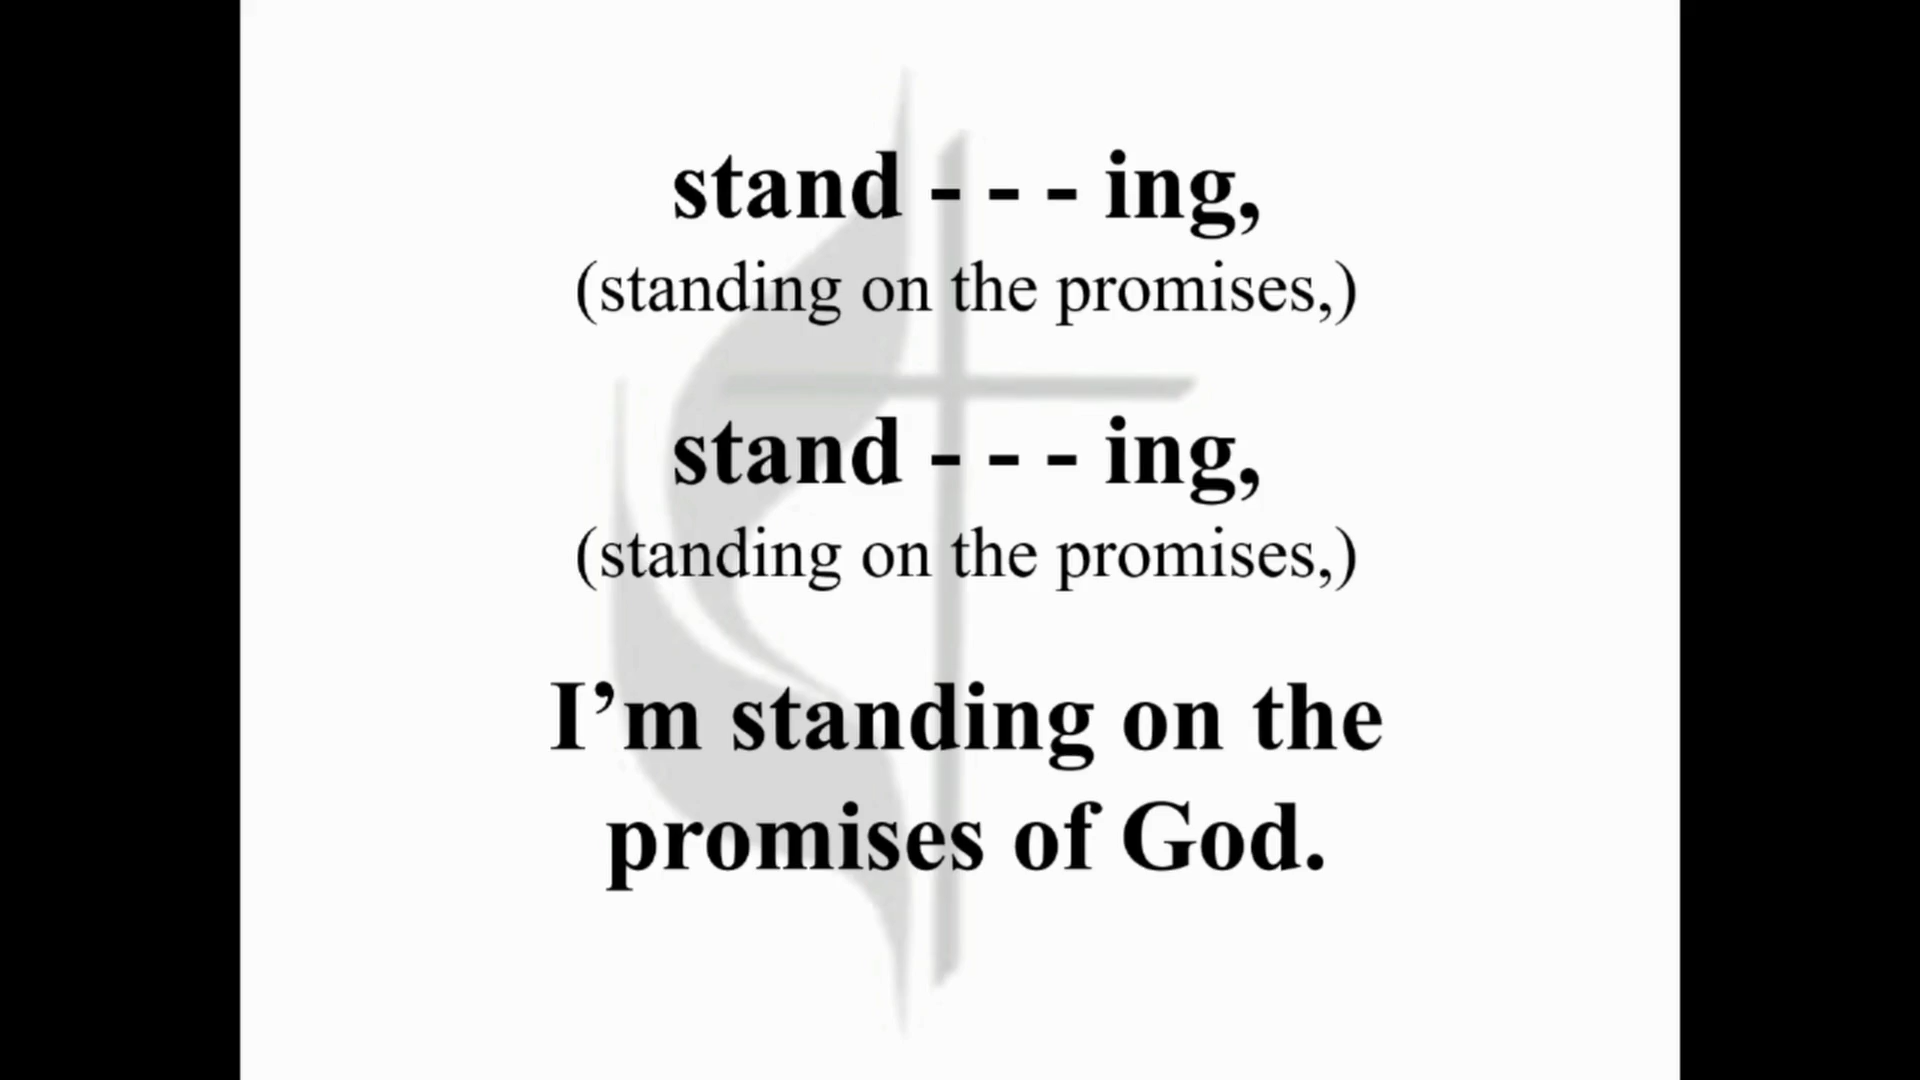 stand - - - ing,
(standing on the promises,)
stand - - - ing,
(standing on the promises,)
I’m standing on the
promises of God.